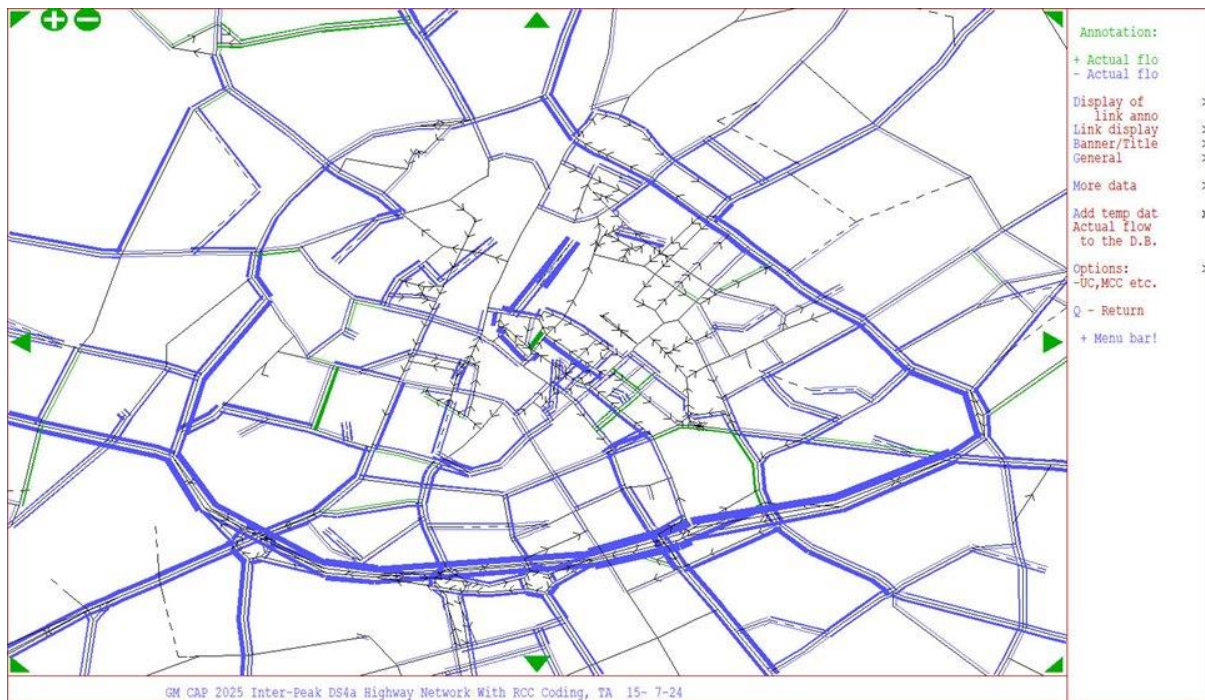 Annotation:
+ Actual flo
- Actual flo
Display of >
link anno
Link display >
Banner/Title >
General >
More data >
Add temp dat >
Actual flow
to the D.B.
Options: >
-UC,MCC etc.
Q - Return
+ Menu bar!
GM CAP 2025 Inter-Peak DS4a Highway Network With RCC Coding, TA 15- 7-24